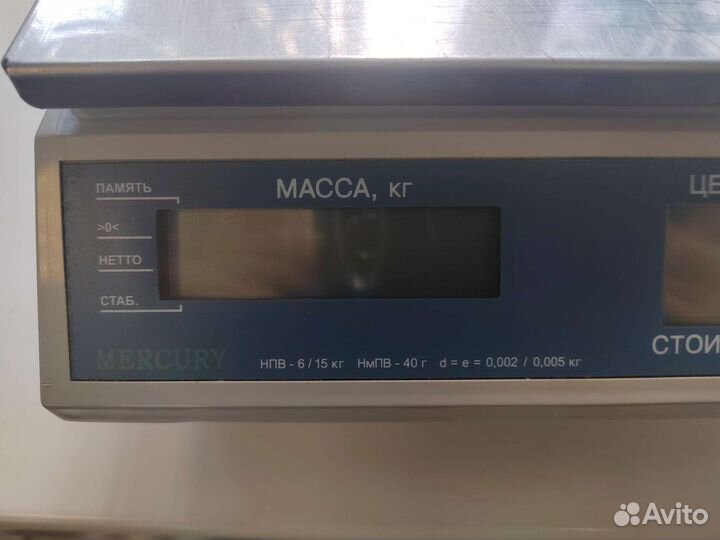 МАССА, кг
ЦЕ
ПАМЯТЬ
>0<
НЕТТО
СТАБ.
СТОИ
MERCURY
НПВ - 6 / 15 кг НмПВ - 40 г d = e = 0,002 / 0,005 кг
Avito